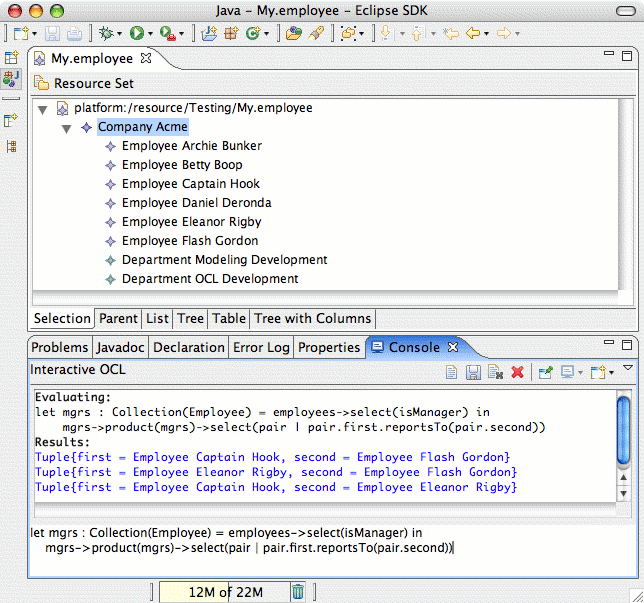 Java - My.employee - Eclipse SDK
My.employee
Resource Set
platform:/resource/Testing/My.employee
Company Acme
Employee Archie Bunker
Employee Betty Boop
Employee Captain Hook
Employee Daniel Deronda
Employee Eleanor Rigby
Employee Flash Gordon
Department Modeling Development
Department OCL Development
Selection Parent List Tree Table Tree with Columns
Problems Javadoc Declaration Error Log Properties Console
Interactive OCL
Evaluating:
let mgrs : Collection(Employee) = employees->select(isManager) in
mgrs->product(mgrs)->select(pair | pair.first.reportsTo(pair.second))
Results:
Tuple{first = Employee Captain Hook, second = Employee Flash Gordon}
Tuple{first = Employee Eleanor Rigby, second = Employee Flash Gordon}
Tuple{first = Employee Captain Hook, second = Employee Eleanor Rigby}
let mgrs : Collection(Employee) = employees->select(isManager) in
mgrs->product(mgrs)->select(pair | pair.first.reportsTo(pair.second))
12M of 22M